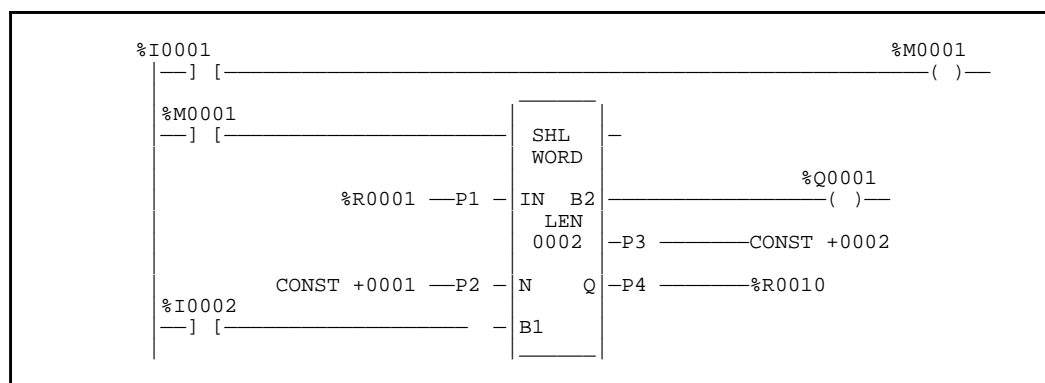 %I0001 %M0001
] [ ( )
%M0001
] [ SHL
WORD
%Q0001
%R0001 P1 IN B2 ( )
LEN
0002 P3 CONST +0002
CONST +0001 P2 N Q P4 %R0010
%I0002
] [ B1